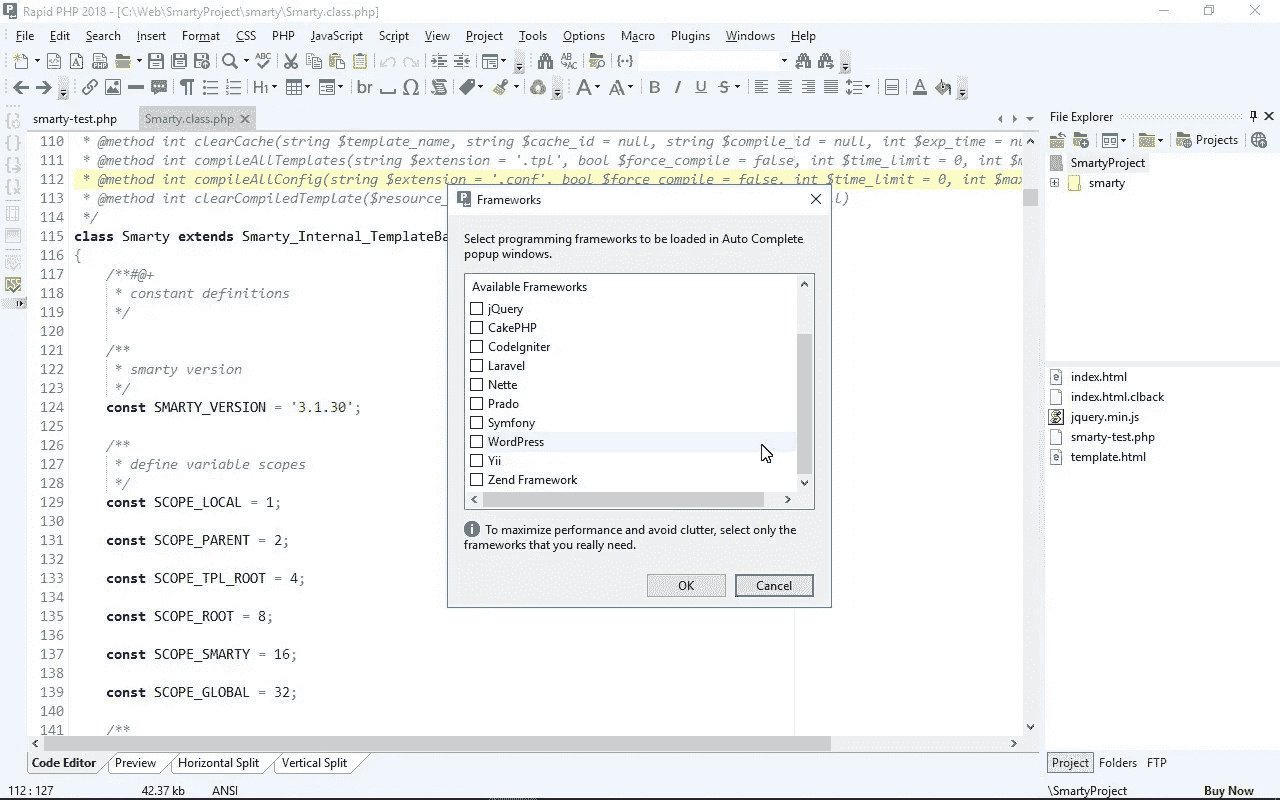 Rapid PHP 2018 - [C:\Web\SmartyProject\smarty\Smarty.class.php]
File Edit Search Insert Format CSS PHP JavaScript Script View Project Tools Options Macro Plugins Windows Help
H1 br Ω A A B I U S A
smarty-test.php Smarty.class.php
110 * @method int clearCache(string $template_name, string $cache_id = null, string $compile_id = null, int $exp_time =
111 * @method int compileAllTemplates(string $extension = '.tpl', bool $force_compile = false, int $time_limit = 0, int
112 * @method int compileAllConfig(string $extension = '.conf', bool $force_compile = false, int $time_limit = 0, int
113 * @method int clearCompiledTemplate($resource_
114 */
115 class Smarty extends Smarty_Internal_TemplateBa
116 {
117 /**#@+
118 * constant definitions
119 */
120
121 /**
122 * smarty version
123 */
124 const SMARTY_VERSION = '3.1.30';
125
126 /**
127 * define variable scopes
128 */
129 const SCOPE_LOCAL = 1;
130
131 const SCOPE_PARENT = 2;
132
133 const SCOPE_TPL_ROOT = 4;
134
135 const SCOPE_ROOT = 8;
136
137 const SCOPE_SMARTY = 16;
138
139 const SCOPE_GLOBAL = 32;
140
141 /**
Frameworks
Select programming frameworks to be loaded in Auto Complete
popup windows.
Available Frameworks
jQuery
CakePHP
CodeIgniter
Laravel
Nette
Prado
Symfony
WordPress
Yii
Zend Framework
To maximize performance and avoid clutter, select only the
frameworks that you really need.
OK Cancel
File Explorer
Projects
SmartyProject
smarty
index.html
index.html.clback
jquery.min.js
smarty-test.php
template.html
Code Editor Preview Horizontal Split Vertical Split
Project Folders FTP
112 : 127 42.37 kb ANSI \SmartyProject Buy Now